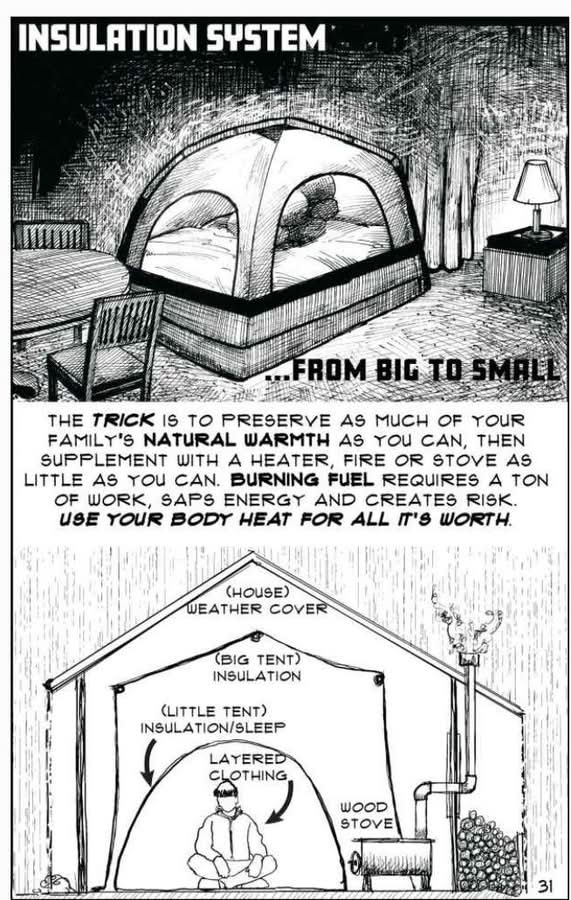 INSULATION SYSTEM
...FROM BIG TO SMALL
THE TRICK IS TO PRESERVE AS MUCH OF YOUR
FAMILY'S NATURAL WARMTH AS YOU CAN, THEN
SUPPLEMENT WITH A HEATER, FIRE OR STOVE AS
LITTLE AS YOU CAN. BURNING FUEL REQUIRES A TON
OF WORK, SAPS ENERGY AND CREATES RISK.
USE YOUR BODY HEAT FOR ALL IT'S WORTH.
(HOUSE)
WEATHER COVER
(BIG TENT)
INSULATION
(LITTLE TENT)
INSULATION/SLEEP
LAYERED
CLOTHING
WOOD
STOVE
31